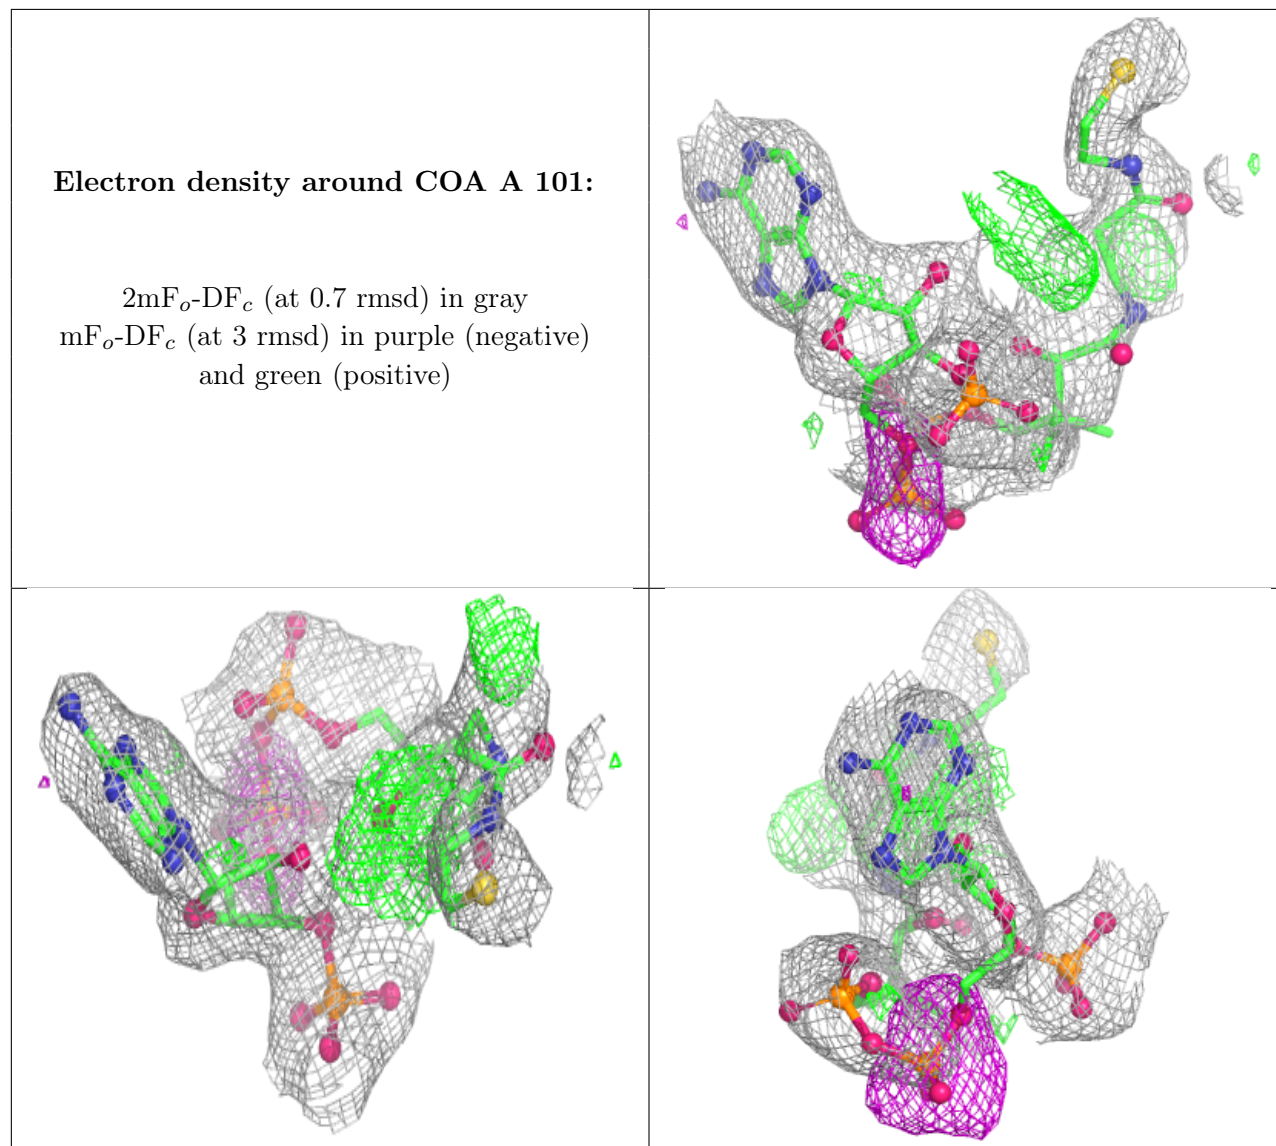 Electron density around COA A 101:
2mFo-DFc (at 0.7 rmsd) in gray
mFo-DFc (at 3 rmsd) in purple (negative)
and green (positive)